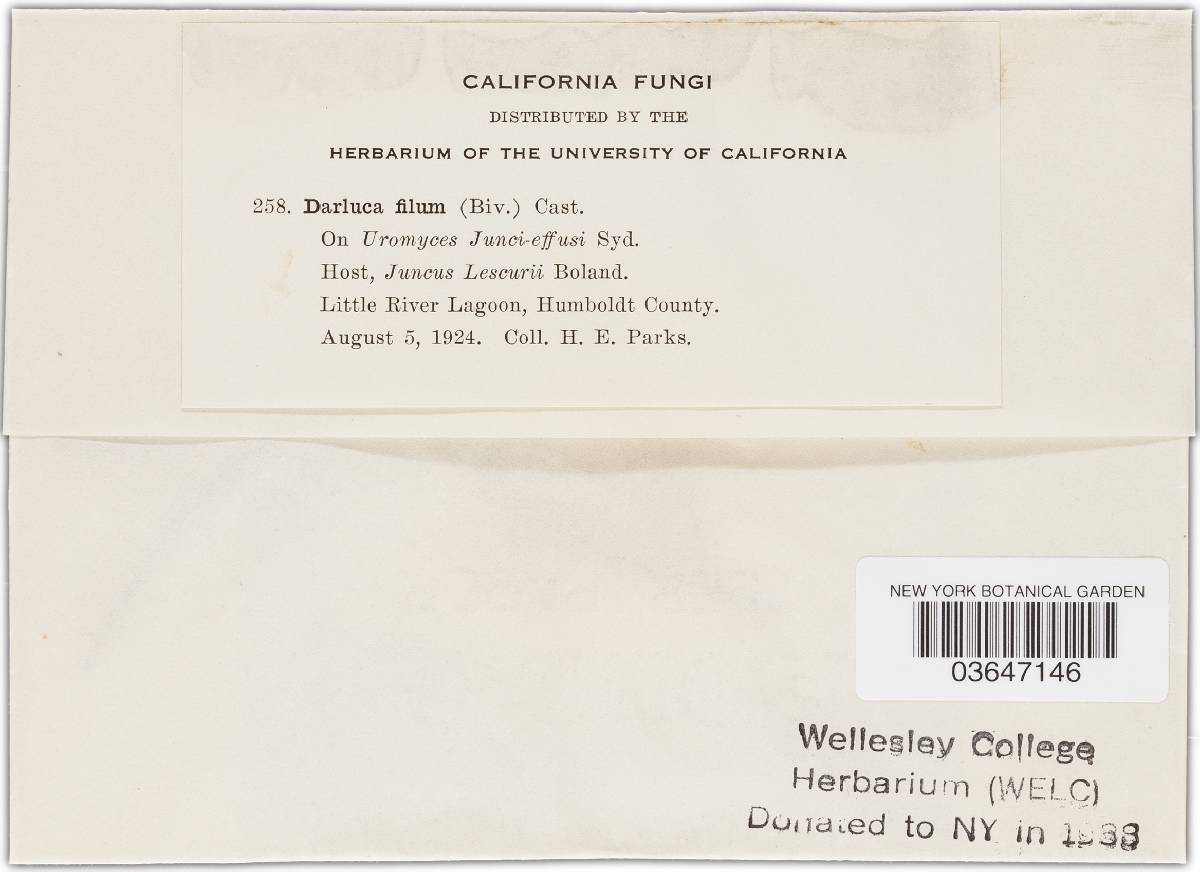 CALIFORNIA FUNGI
DISTRIBUTED BY THE
HERBARIUM OF THE UNIVERSITY OF CALIFORNIA
258. Darluca filum (Biv.) Cast.
On Uromyces Junci-effusi Syd.
Host, Juncus Lescurii Boland.
Little River Lagoon, Humboldt County.
August 5, 1924. Coll. H. E. Parks.
NEW YORK BOTANICAL GARDEN
03647146
Wellesley College
Herbarium (WELC)
Donated to NY in